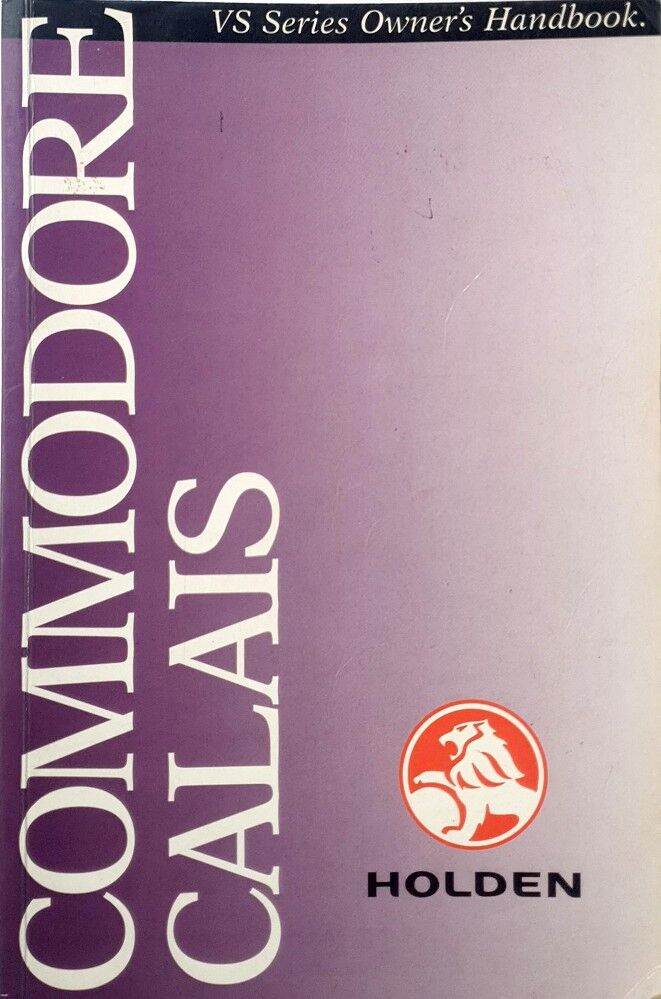 VS Series Owner's Handbook.
COMMODORE
CALAIS
HOLDEN